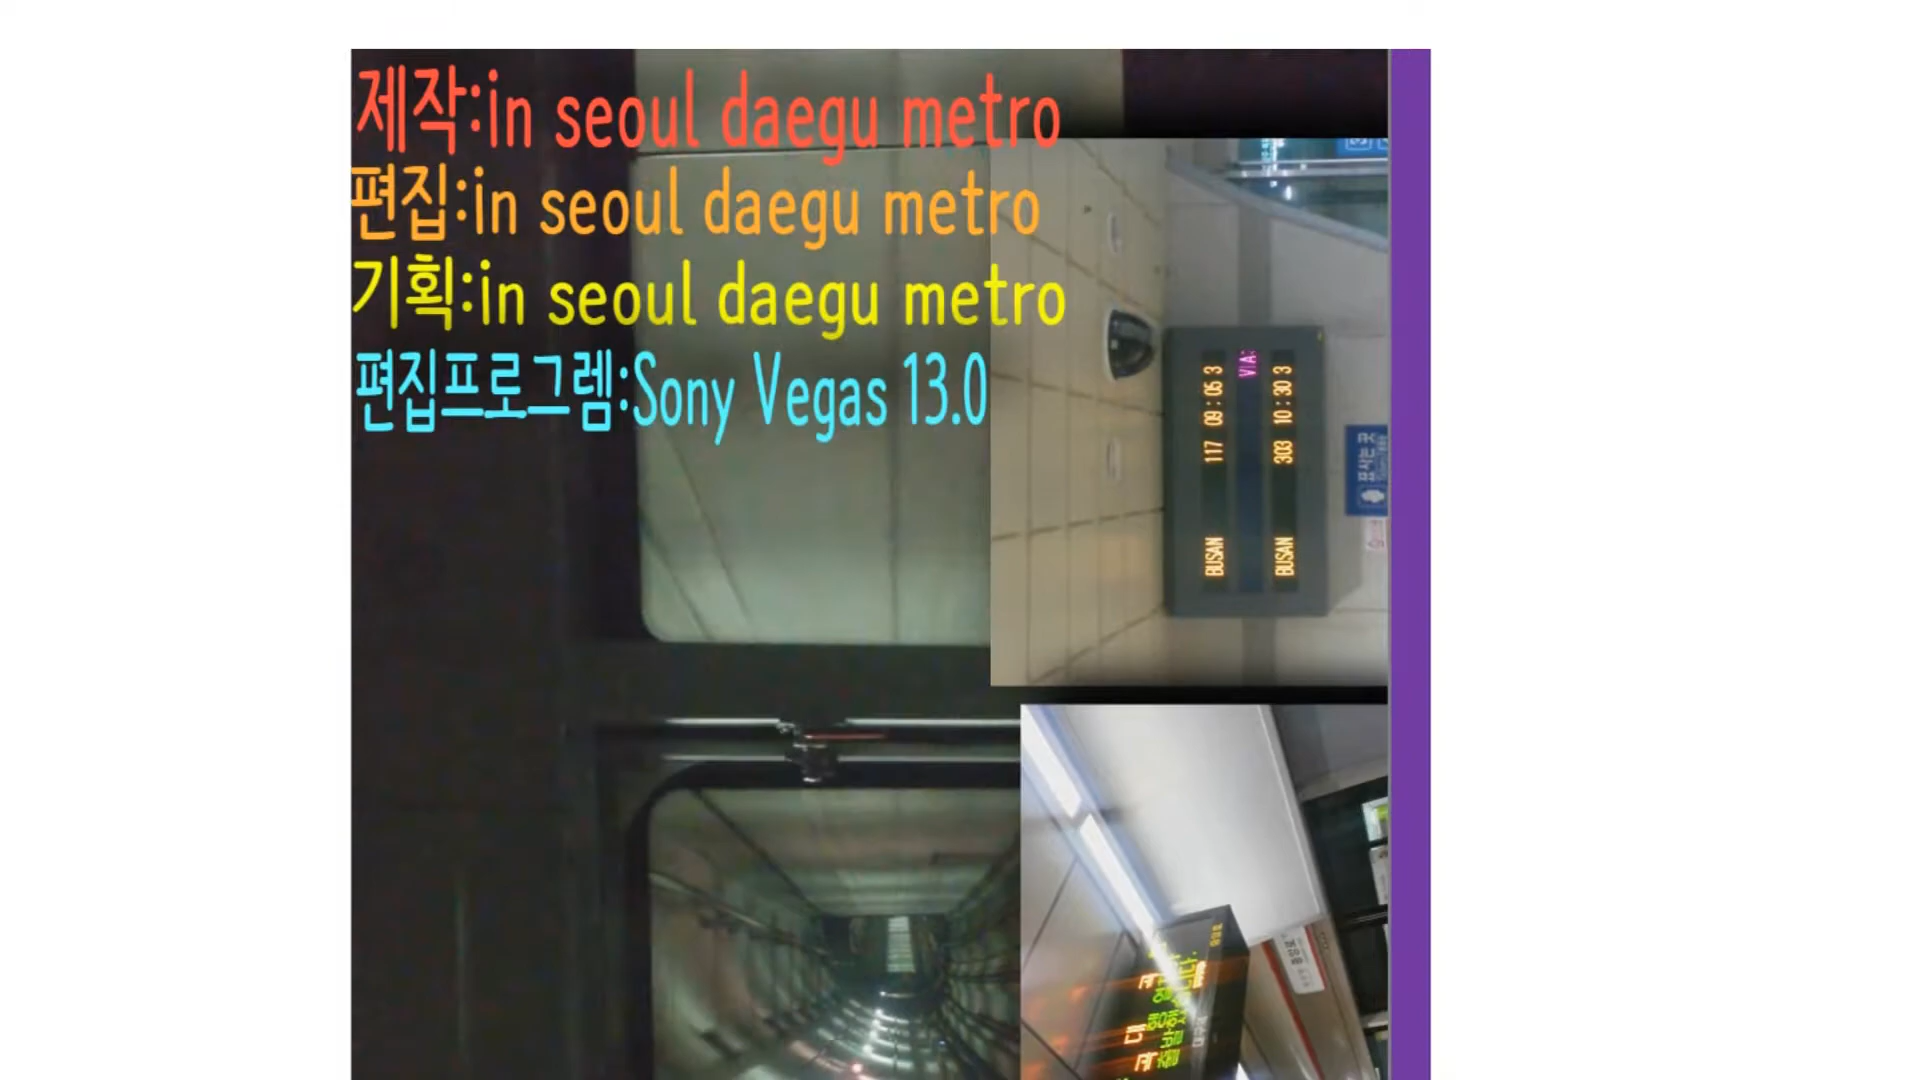 제작:in seoul daegu metro
편집:in seoul daegu metro
기획:in seoul daegu metro
편집프로그렘:Sony Vegas 13.0
BUSAN 117 09:05 3
VIA:
BUSAN 303 10:30 3